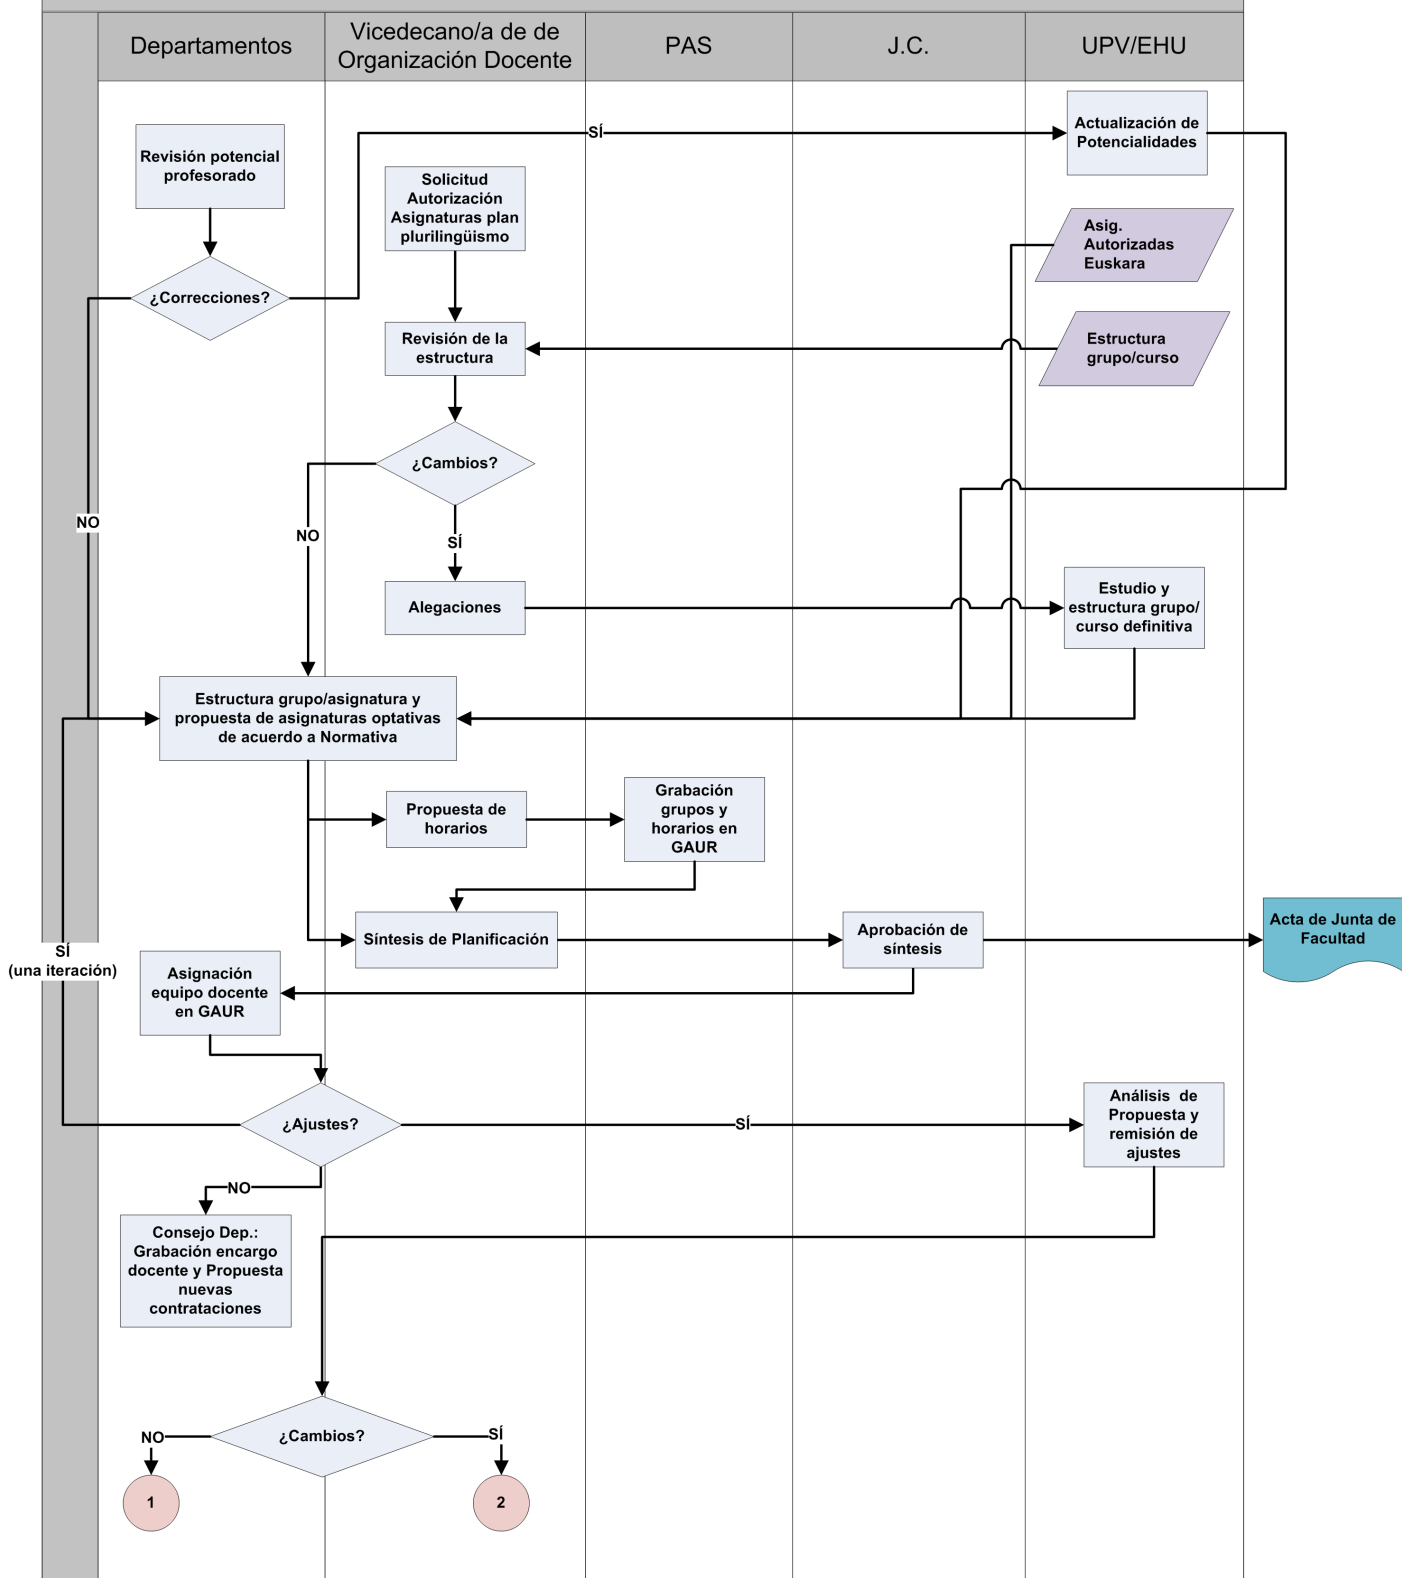 Departamentos
Vicedecano/a de de
Organización Docente
PAS
J.C.
UPV/EHU
Revisión potencial
profesorado
Solicitud
Autorización
Asignaturas plan
plurilingüismo
SÍ
Actualización de
Potencialidades
Asig.
Autorizadas
Euskara
¿Correcciones?
Revisión de la
estructura
Estructura
grupo/curso
¿Cambios?
NO
NO
SÍ
Alegaciones
Estudio y
estructura grupo/
curso definitiva
Estructura grupo/asignatura y
propuesta de asignaturas optativas
de acuerdo a Normativa
Propuesta de
horarios
Grabación
grupos y
horarios en
GAUR
Síntesis de Planificación
Aprobación de
síntesis
Acta de Junta de
Facultad
SÍ
(una iteración)
Asignación
equipo docente
en GAUR
¿Ajustes?
SÍ
Análisis de
Propuesta y
remisión de
ajustes
NO
Consejo Dep.:
Grabación encargo
docente y Propuesta
nuevas
contrataciones
¿Cambios?
NO
SÍ
1
2